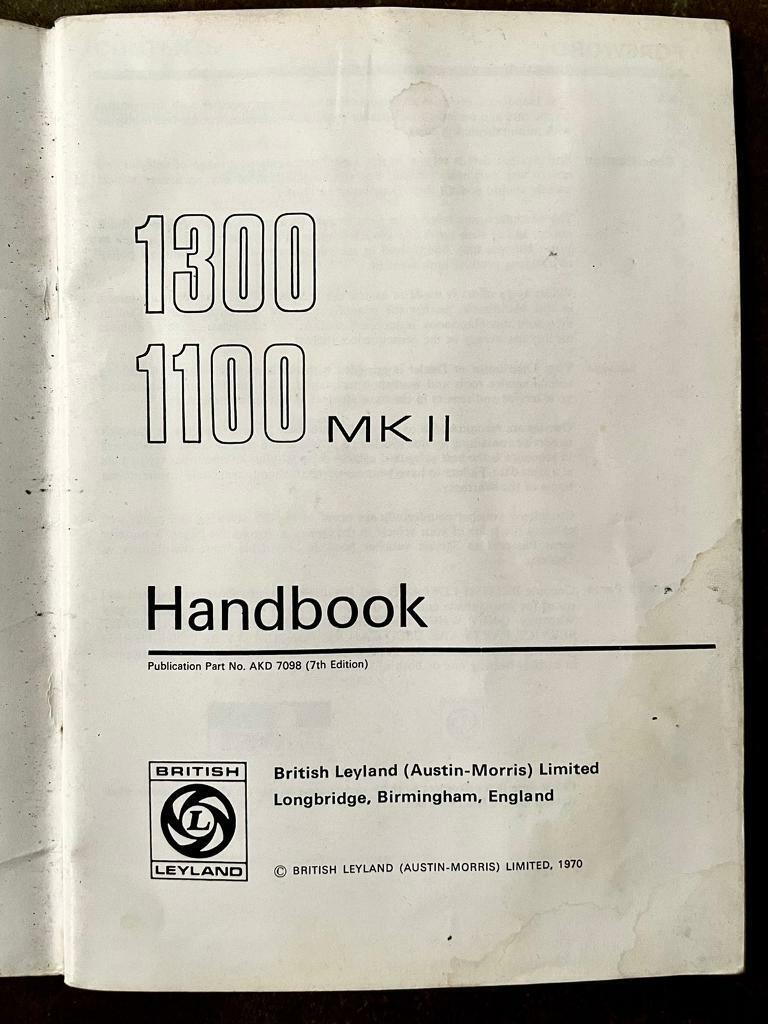 1300
1100 MK II
Handbook
Publication Part No. AKD 7098 (7th Edition)
BRITISH
L
LEYLAND
British Leyland (Austin-Morris) Limited
Longbridge, Birmingham, England
© BRITISH LEYLAND (AUSTIN-MORRIS) LIMITED, 1970